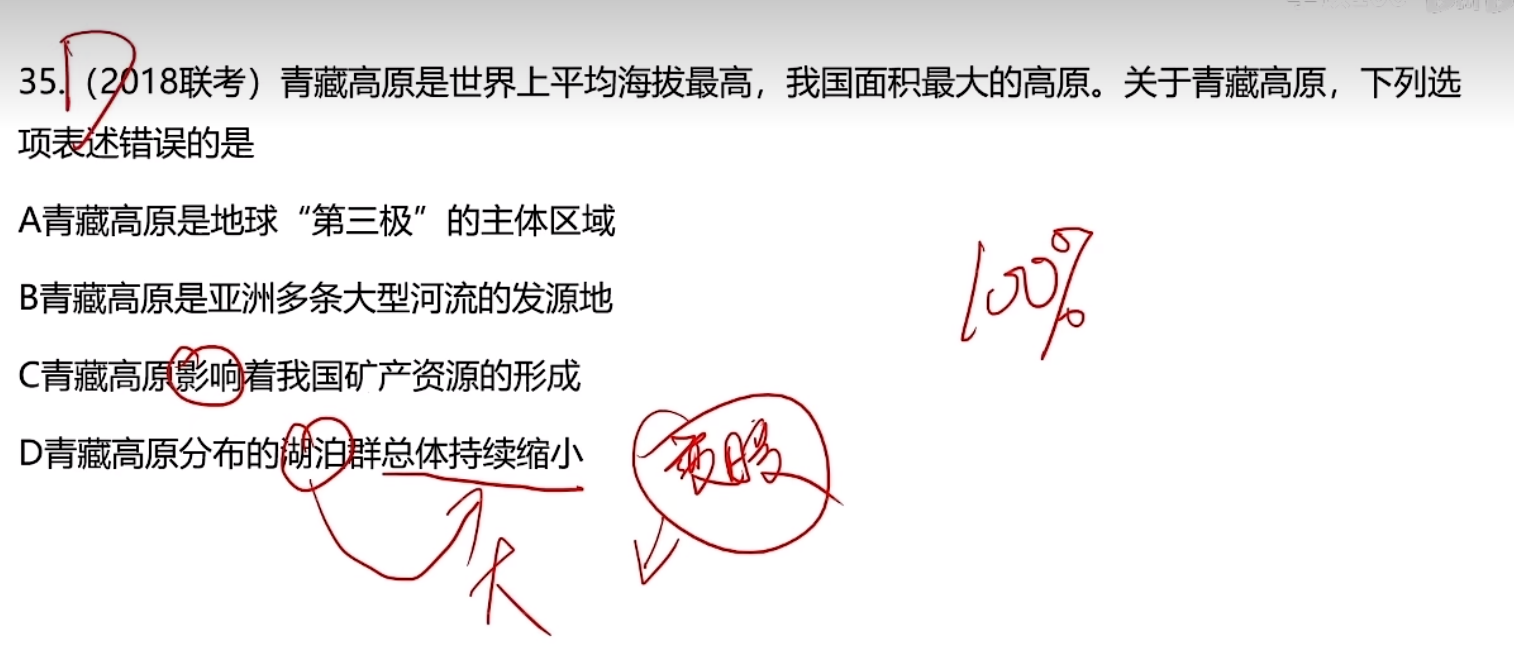 35.（2018联考）青藏高原是世界上平均海拔最高，我国面积最大的高原。关于青藏高原，下列选
项表述错误的是
A青藏高原是地球“第三极”的主体区域
B青藏高原是亚洲多条大型河流的发源地
100%
C青藏高原影响着我国矿产资源的形成
D青藏高原分布的湖泊群总体持续缩小
大